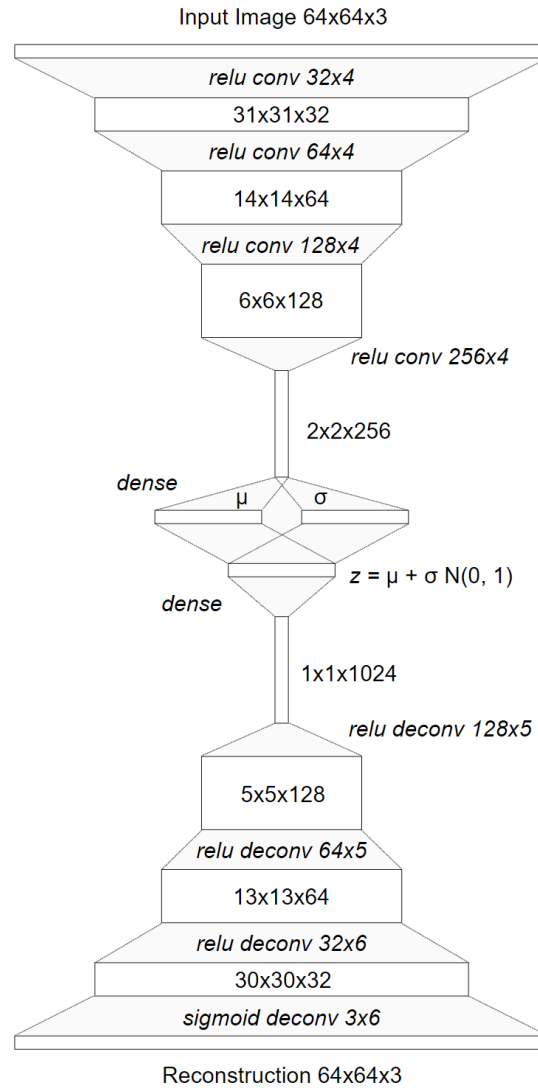 Input Image 64x64x3
relu conv 32x4
31x31x32
relu conv 64x4
14x14x64
relu conv 128x4
6x6x128
relu conv 256x4
2x2x256
dense
μ σ
z = μ + σ N(0, 1)
dense
1x1x1024
relu deconv 128x5
5x5x128
relu deconv 64x5
13x13x64
relu deconv 32x6
30x30x32
sigmoid deconv 3x6
Reconstruction 64x64x3